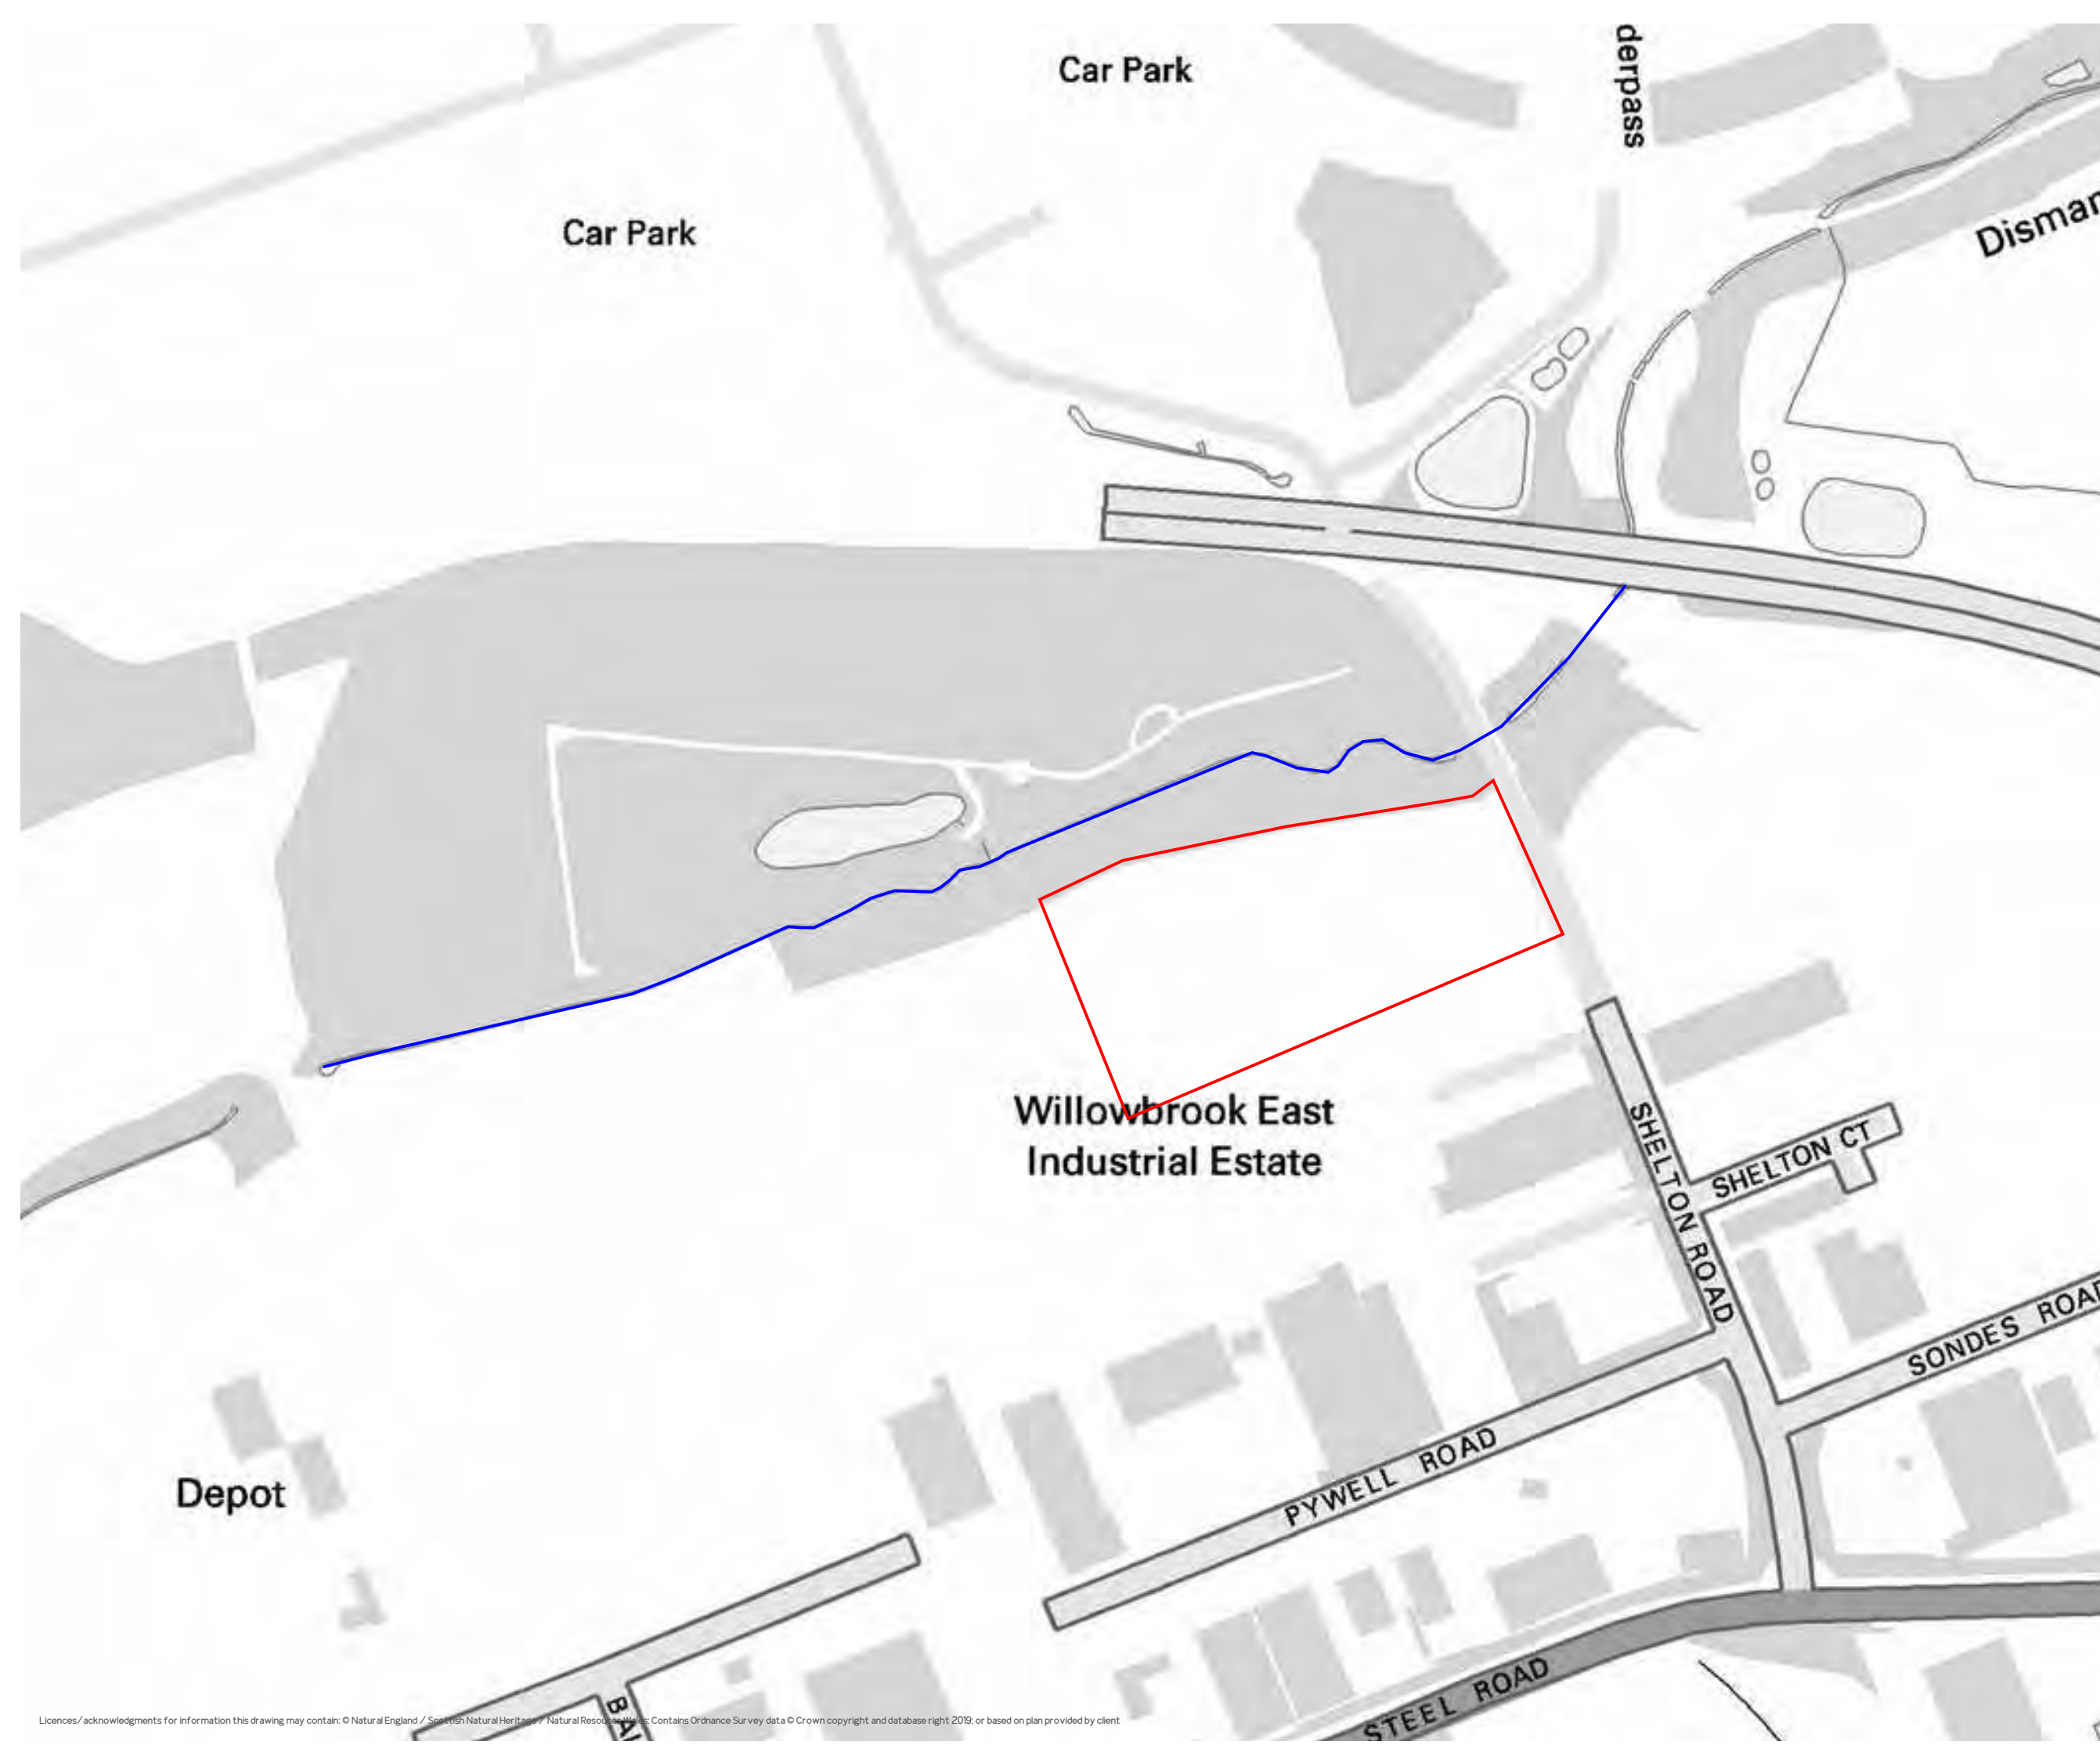 Car Park
derpass
Car Park
Disman
Willowbrook East
Industrial Estate
SHELTON ROAD
SHELTON CT
SONDES ROAD
PYWELL ROAD
Depot
STEEL ROAD
BAI
Licences/acknowledgments for information this drawing may contain: © Natural England / Scottish Natural Heritage / Natural Resources Wales; Contains Ordnance Survey data © Crown copyright and database right 2019; or based on plan provided by client